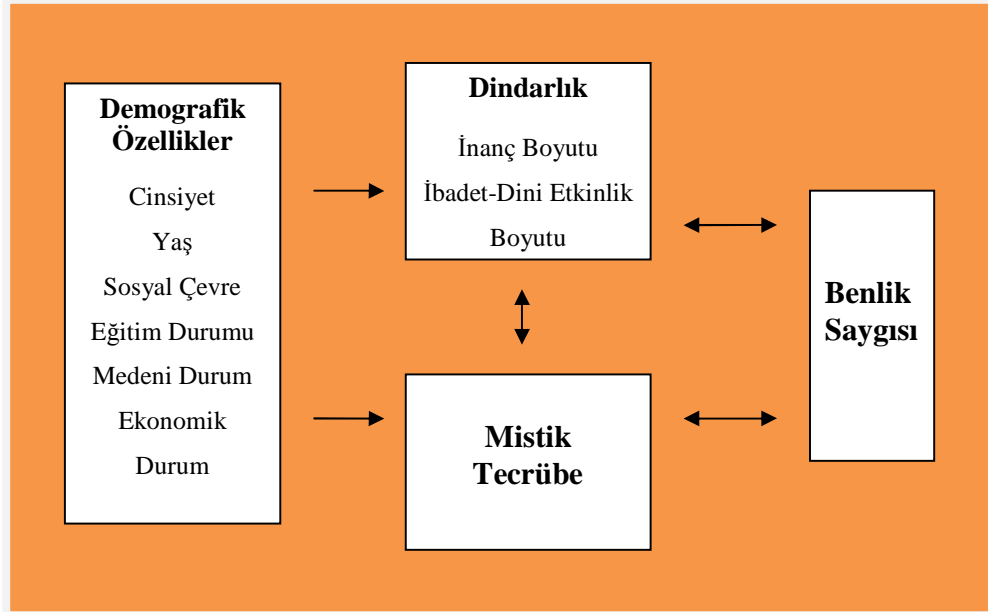 Demografik
Özellikler
Cinsiyet
Yaş
Sosyal Çevre
Eğitim Durumu
Medeni Durum
Ekonomik
Durum
Dindarlık
İnanç Boyutu
İbadet-Dini Etkinlik
Boyutu
Mistik
Tecrübe
Benlik
Saygısı